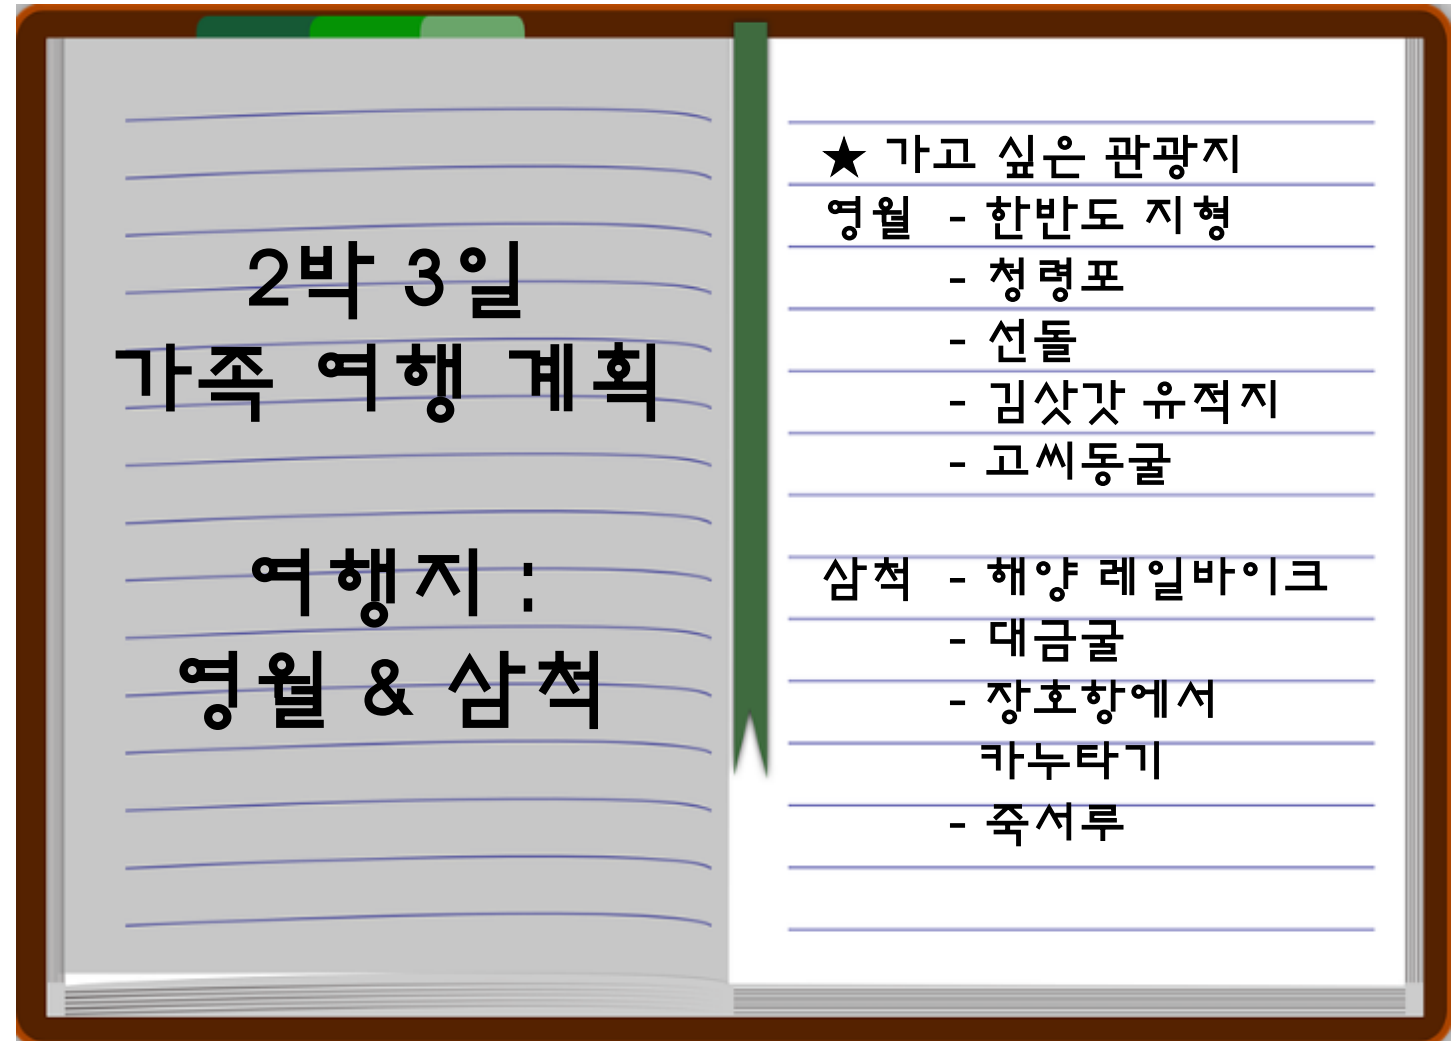 2박 3일
가족 여행 계획
여행지 :
영월 & 삼척
★ 가고 싶은 관광지
영월 - 한반도 지형
- 청령포
- 선돌
- 김삿갓 유적지
- 고씨동굴
삼척 - 해양 레일바이크
- 대금굴
- 장호항에서
카누타기
- 죽서루